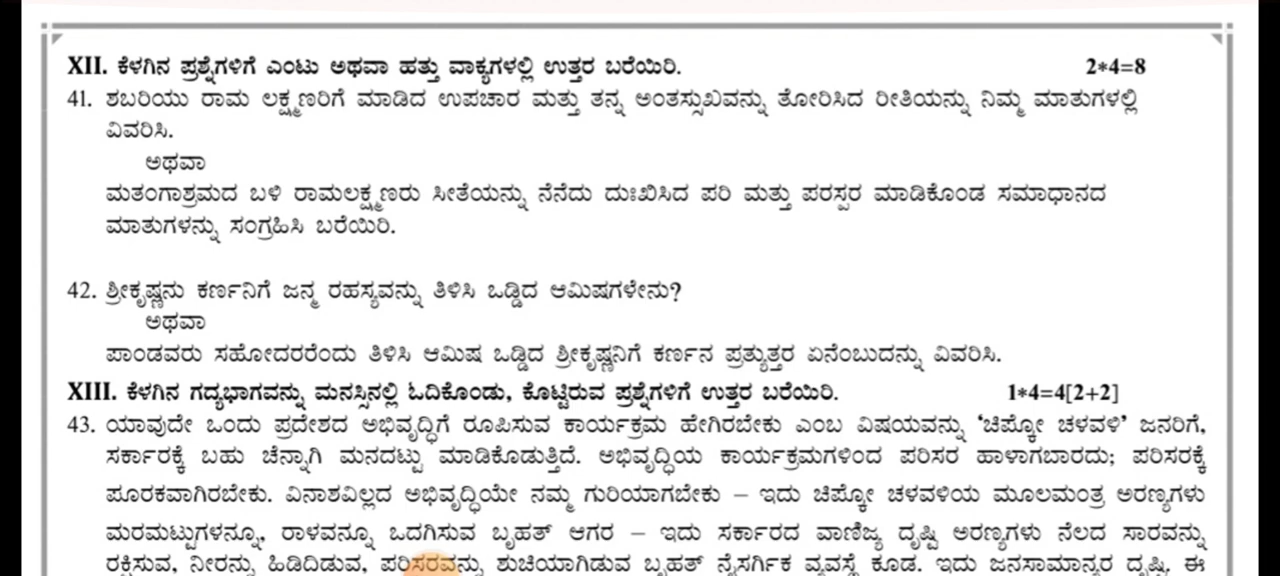 XII. ಕೆಳಗಿನ ಪ್ರಶ್ನೆಗಳಿಗೆ ಎಂಟು ಅಥವಾ ಹತ್ತು ವಾಕ್ಯಗಳಲ್ಲಿ ಉತ್ತರ ಬರೆಯಿರಿ. 2*4=8
41. ಶಬರಿಯು ರಾಮ ಲಕ್ಷ್ಮಣರಿಗೆ ಮಾಡಿದ ಉಪಚಾರ ಮತ್ತು ತನ್ನ ಅಂತಸ್ಸುಖವನ್ನು ತೋರಿಸಿದ ರೀತಿಯನ್ನು ನಿಮ್ಮ ಮಾತುಗಳಲ್ಲಿ
ವಿವರಿಸಿ.
ಅಥವಾ
ಮತಂಗಾಶ್ರಮದ ಬಳಿ ರಾಮಲಕ್ಷ್ಮಣರು ಸೀತೆಯನ್ನು ನೆನೆದು ದುಃಖಿಸಿದ ಪರಿ ಮತ್ತು ಪರಸ್ಪರ ಮಾಡಿಕೊಂಡ ಸಮಾಧಾನದ
ಮಾತುಗಳನ್ನು ಸಂಗ್ರಹಿಸಿ ಬರೆಯಿರಿ.
42. ಶ್ರೀಕೃಷ್ಣನು ಕರ್ಣನಿಗೆ ಜನ್ಮ ರಹಸ್ಯವನ್ನು ತಿಳಿಸಿ ಒಡ್ಡಿದ ಆಮಿಷಗಳೇನು?
ಅಥವಾ
ಪಾಂಡವರು ಸಹೋದರರೆಂದು ತಿಳಿಸಿ ಆಮಿಷ ಒಡ್ಡಿದ ಶ್ರೀಕೃಷ್ಣನಿಗೆ ಕರ್ಣನ ಪ್ರತ್ಯುತ್ತರ ಏನೆಂಬುದನ್ನು ವಿವರಿಸಿ.
XIII. ಕೆಳಗಿನ ಗದ್ಯಭಾಗವನ್ನು ಮನಸ್ಸಿನಲ್ಲಿ ಓದಿಕೊಂಡು, ಕೊಟ್ಟಿರುವ ಪ್ರಶ್ನೆಗಳಿಗೆ ಉತ್ತರ ಬರೆಯಿರಿ. 1*4=4[2+2]
43. ಯಾವುದೇ ಒಂದು ಪ್ರದೇಶದ ಅಭಿವೃದ್ಧಿಗೆ ರೂಪಿಸುವ ಕಾರ್ಯಕ್ರಮ ಹೇಗಿರಬೇಕು ಎಂಬ ವಿಷಯವನ್ನು ‘ಚಿಪ್ಕೋ ಚಳವಳಿ’ ಜನರಿಗೆ,
ಸರ್ಕಾರಕ್ಕೆ ಬಹು ಚೆನ್ನಾಗಿ ಮನದಟ್ಟು ಮಾಡಿಕೊಡುತ್ತಿದೆ. ಅಭಿವೃದ್ಧಿಯ ಕಾರ್ಯಕ್ರಮಗಳಿಂದ ಪರಿಸರ ಹಾಳಾಗಬಾರದು; ಪರಿಸರಕ್ಕೆ
ಪೂರಕವಾಗಿರಬೇಕು. ವಿನಾಶವಿಲ್ಲದ ಅಭಿವೃದ್ಧಿಯೇ ನಮ್ಮ ಗುರಿಯಾಗಬೇಕು – ಇದು ಚಿಪ್ಕೋ ಚಳವಳಿಯ ಮೂಲಮಂತ್ರ ಅರಣ್ಯಗಳು
ಮರಮಟ್ಟುಗಳನ್ನೂ, ರಾಳವನ್ನೂ ಒದಗಿಸುವ ಬೃಹತ್ ಆಗರ – ಇದು ಸರ್ಕಾರದ ವಾಣಿಜ್ಯ ದೃಷ್ಟಿ ಅರಣ್ಯಗಳು ನೆಲದ ಸಾರವನ್ನು
ರಕ್ಷಿಸುವ, ನೀರನ್ನು ಹಿಡಿದಿಡುವ, ಪರಿಸರವನ್ನು ಶುಚಿಯಾಗಿಡುವ ಬೃಹತ್ ನೈಸರ್ಗಿಕ ವ್ಯವಸ್ಥೆ ಕೂಡ. ಇದು ಜನಸಾಮಾನ್ಯರ ದೃಷ್ಟಿ. ಈ